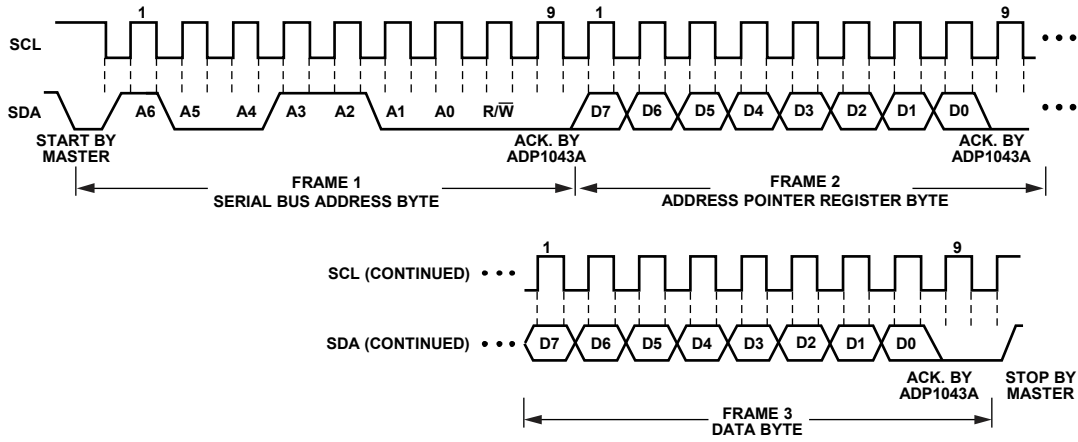 1 9 1 9
SCL
SDA A6 A5 A4 A3 A2 A1 A0 R/W̅ D7 D6 D5 D4 D3 D2 D1 D0
START BY
MASTER
ACK. BY
ADP1043A
ACK. BY
ADP1043A
FRAME 1
SERIAL BUS ADDRESS BYTE
FRAME 2
ADDRESS POINTER REGISTER BYTE
1 9
SCL (CONTINUED)
SDA (CONTINUED) D7 D6 D5 D4 D3 D2 D1 D0
ACK. BY
ADP1043A
STOP BY
MASTER
FRAME 3
DATA BYTE